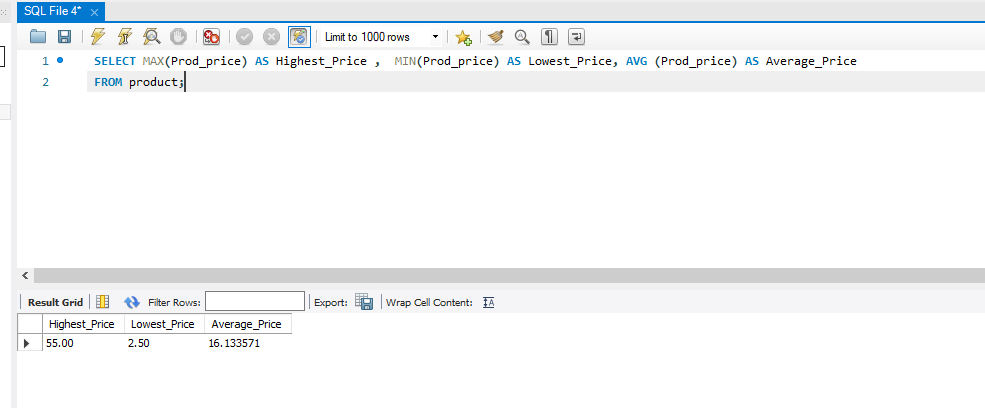 SQL File 4*
Limit to 1000 rows
1 SELECT MAX(Prod_price) AS Highest_Price , MIN(Prod_price) AS Lowest_Price, AVG (Prod_price) AS Average_Price
2 FROM product;
Result Grid Filter Rows: Export: Wrap Cell Content:
Highest_Price Lowest_Price Average_Price
55.00 2.50 16.133571